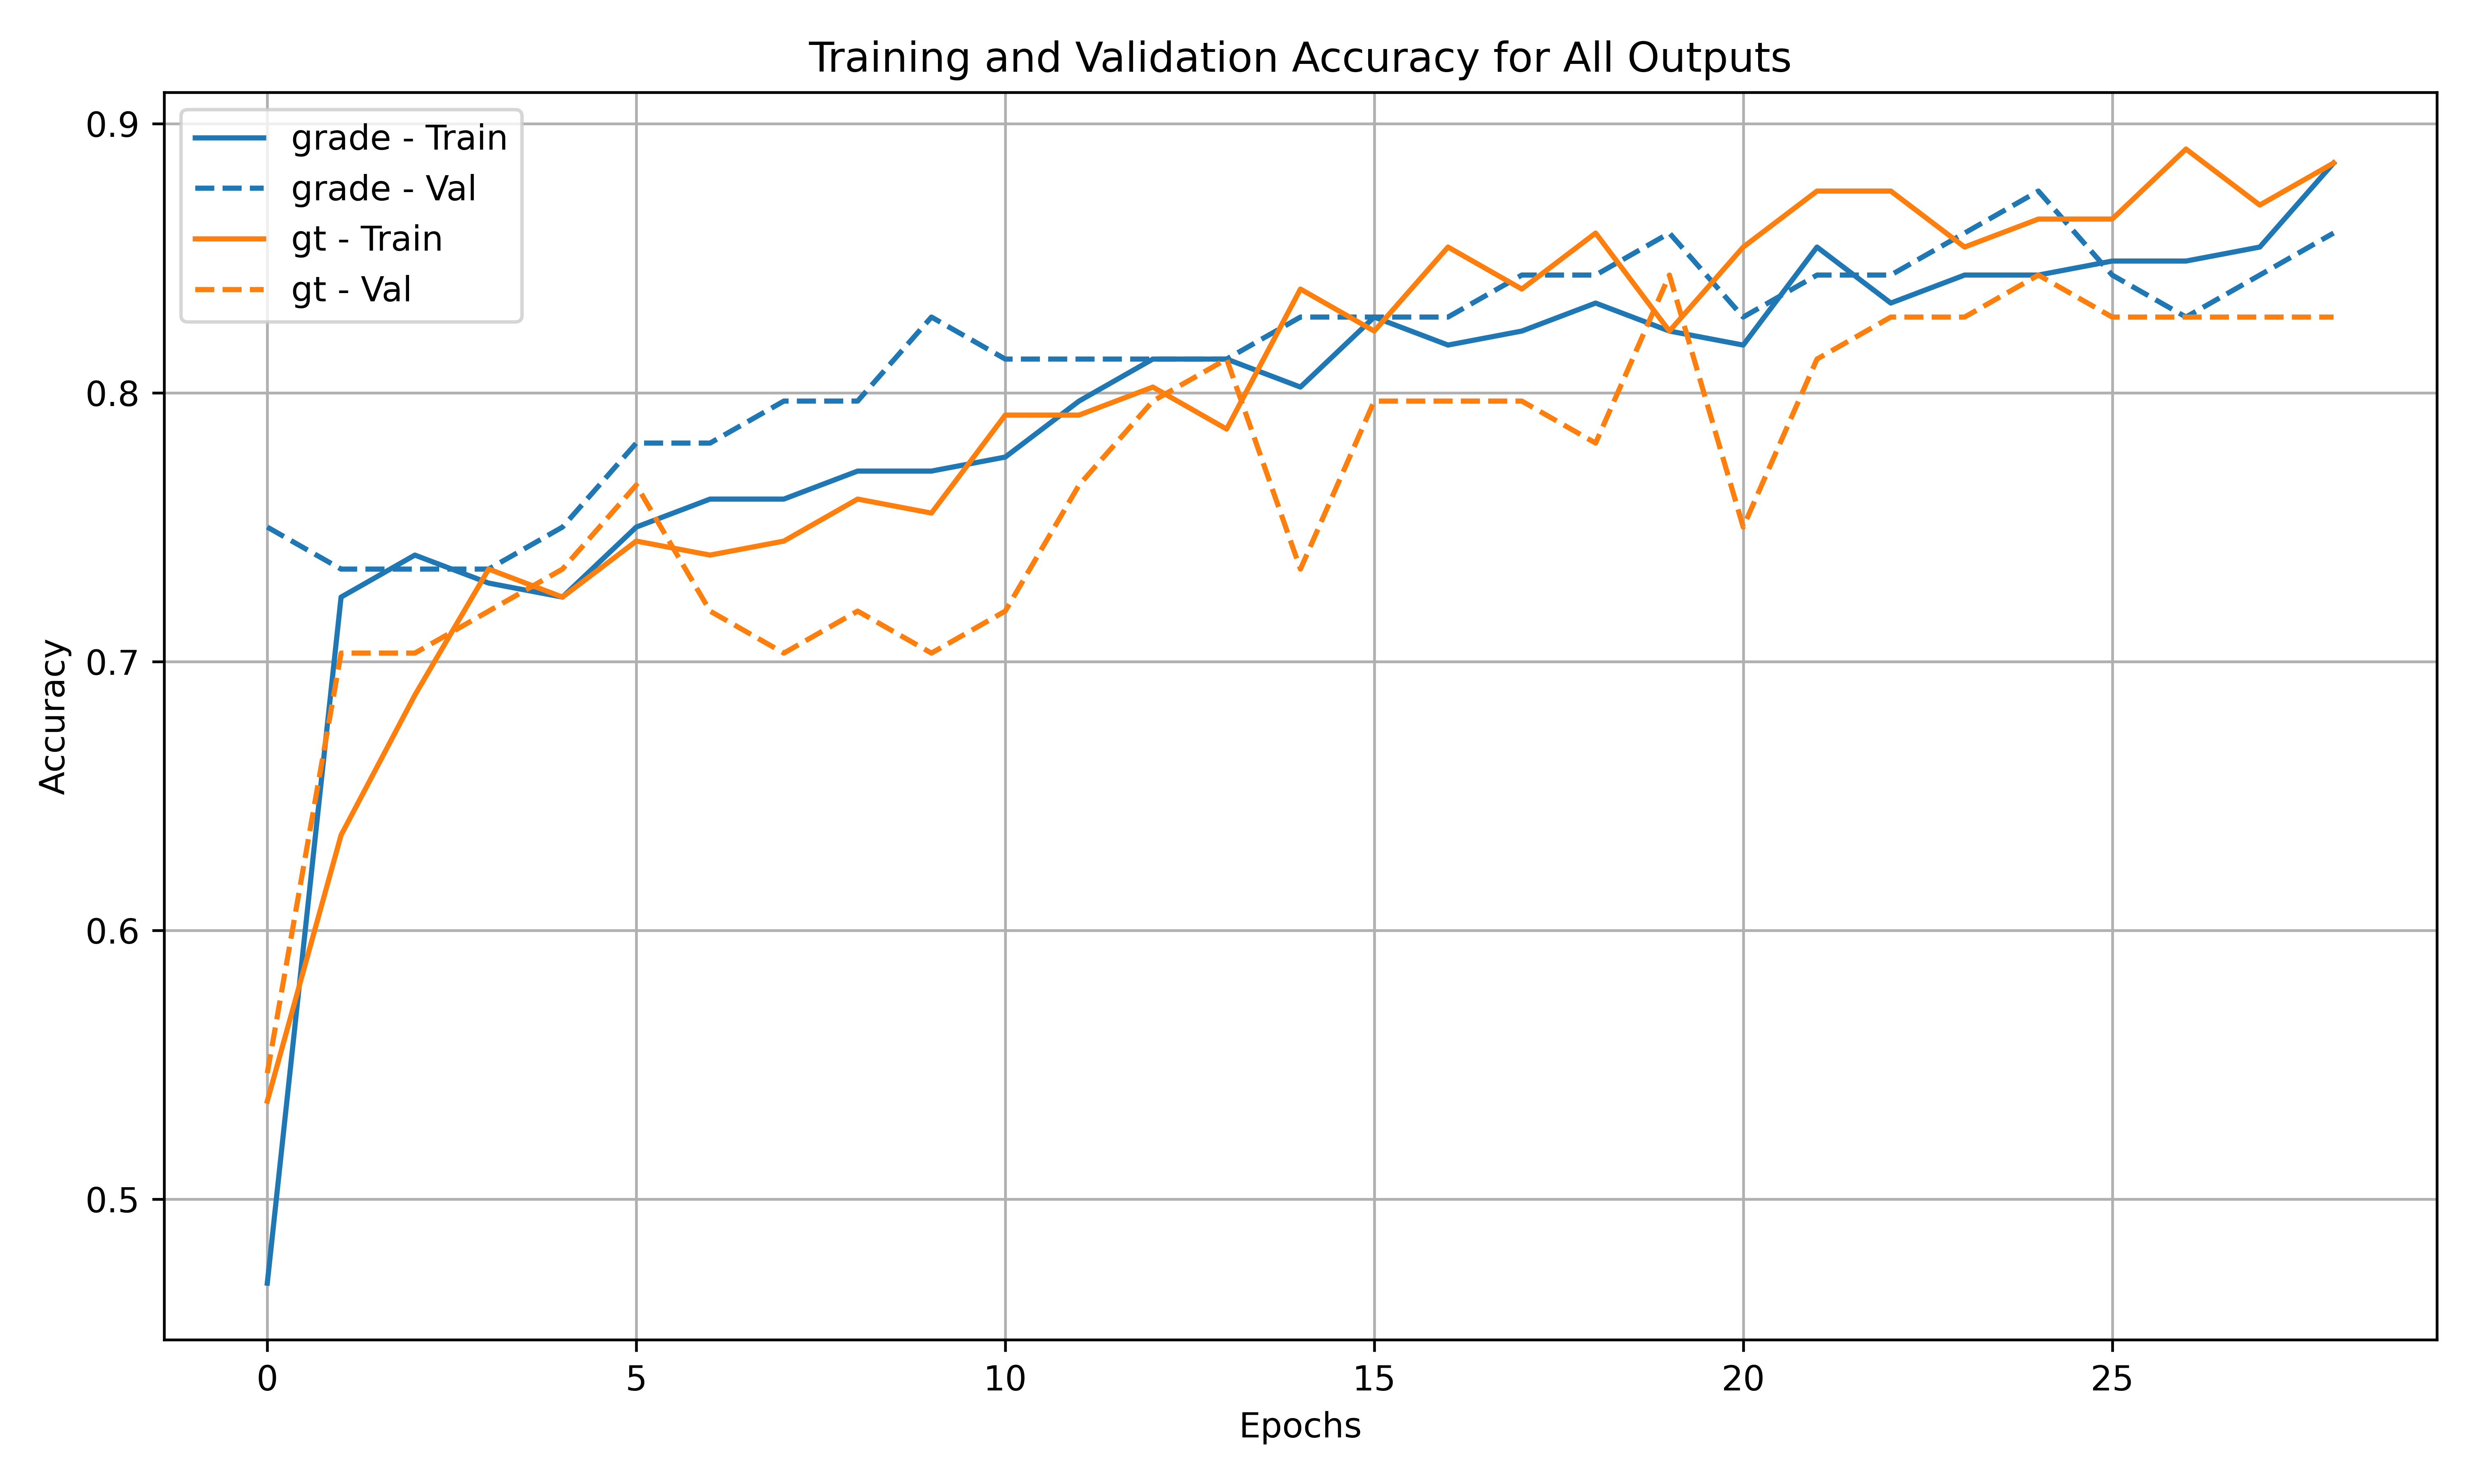 Training and Validation Accuracy for All Outputs
grade - Train
grade - Val
gt - Train
gt - Val
0.9
0.8
0.7
0.6
0.5
Accuracy
0 5 10 15 20 25
Epochs